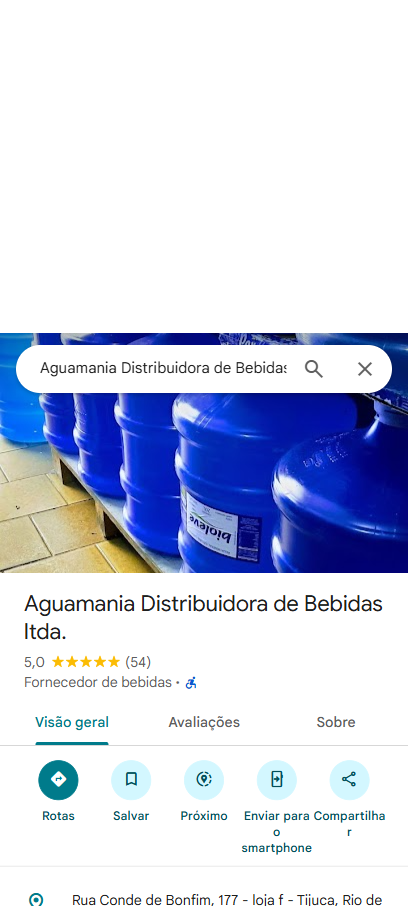 Aguamania Distribuidora de Bebidas
bioleve
Aguamania Distribuidora de Bebidas
ltda.
5,0 (54)
Fornecedor de bebidas ·
Visão geral Avaliações Sobre
Rotas Salvar Próximo Enviar para o smartphone Compartilhar
Rua Conde de Bonfim, 177 - loja f - Tijuca, Rio de